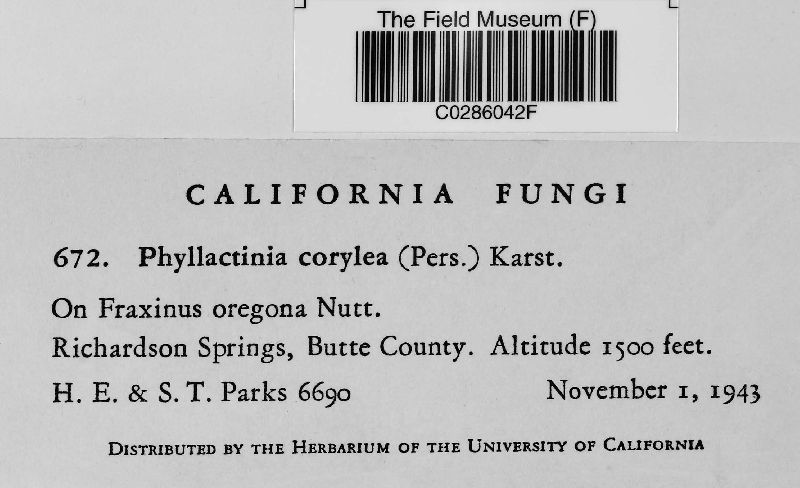 The Field Museum (F)
C0286042F
CALIFORNIA FUNGI
672. Phyllactinia corylea (Pers.) Karst.
On Fraxinus oregona Nutt.
Richardson Springs, Butte County. Altitude 1500 feet.
H. E. & S. T. Parks 6690 November 1, 1943
Distributed by the Herbarium of the University of California